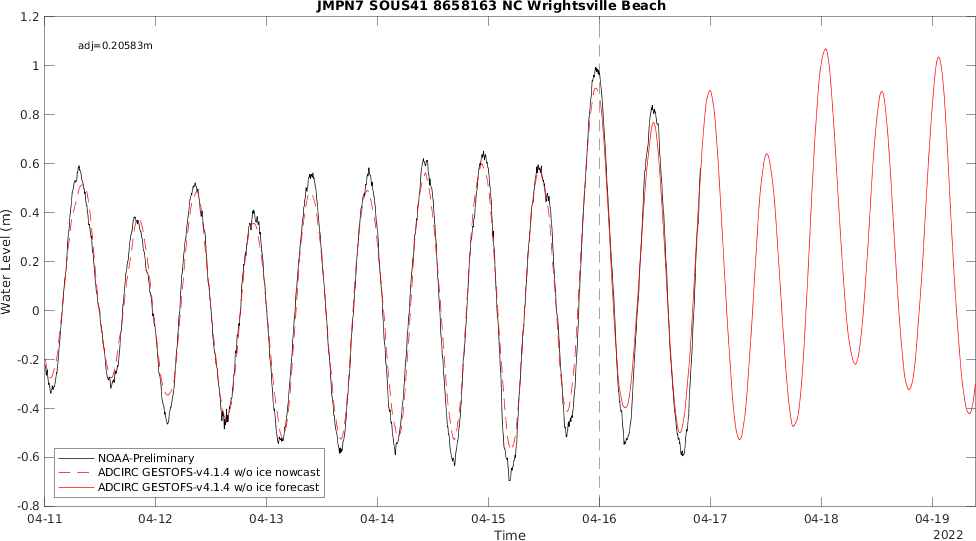 JMPN7 SOUS41 8658163 NC Wrightsville Beach
adj=0.20583m
1.2
1
0.8
0.6
0.4
0.2
0
-0.2
-0.4
-0.6
-0.8
Water Level (m)
NOAA-Preliminary
ADCIRC GESTOFS-v4.1.4 w/o ice nowcast
ADCIRC GESTOFS-v4.1.4 w/o ice forecast
04-11 04-12 04-13 04-14 04-15 04-16 04-17 04-18 04-19
Time
2022